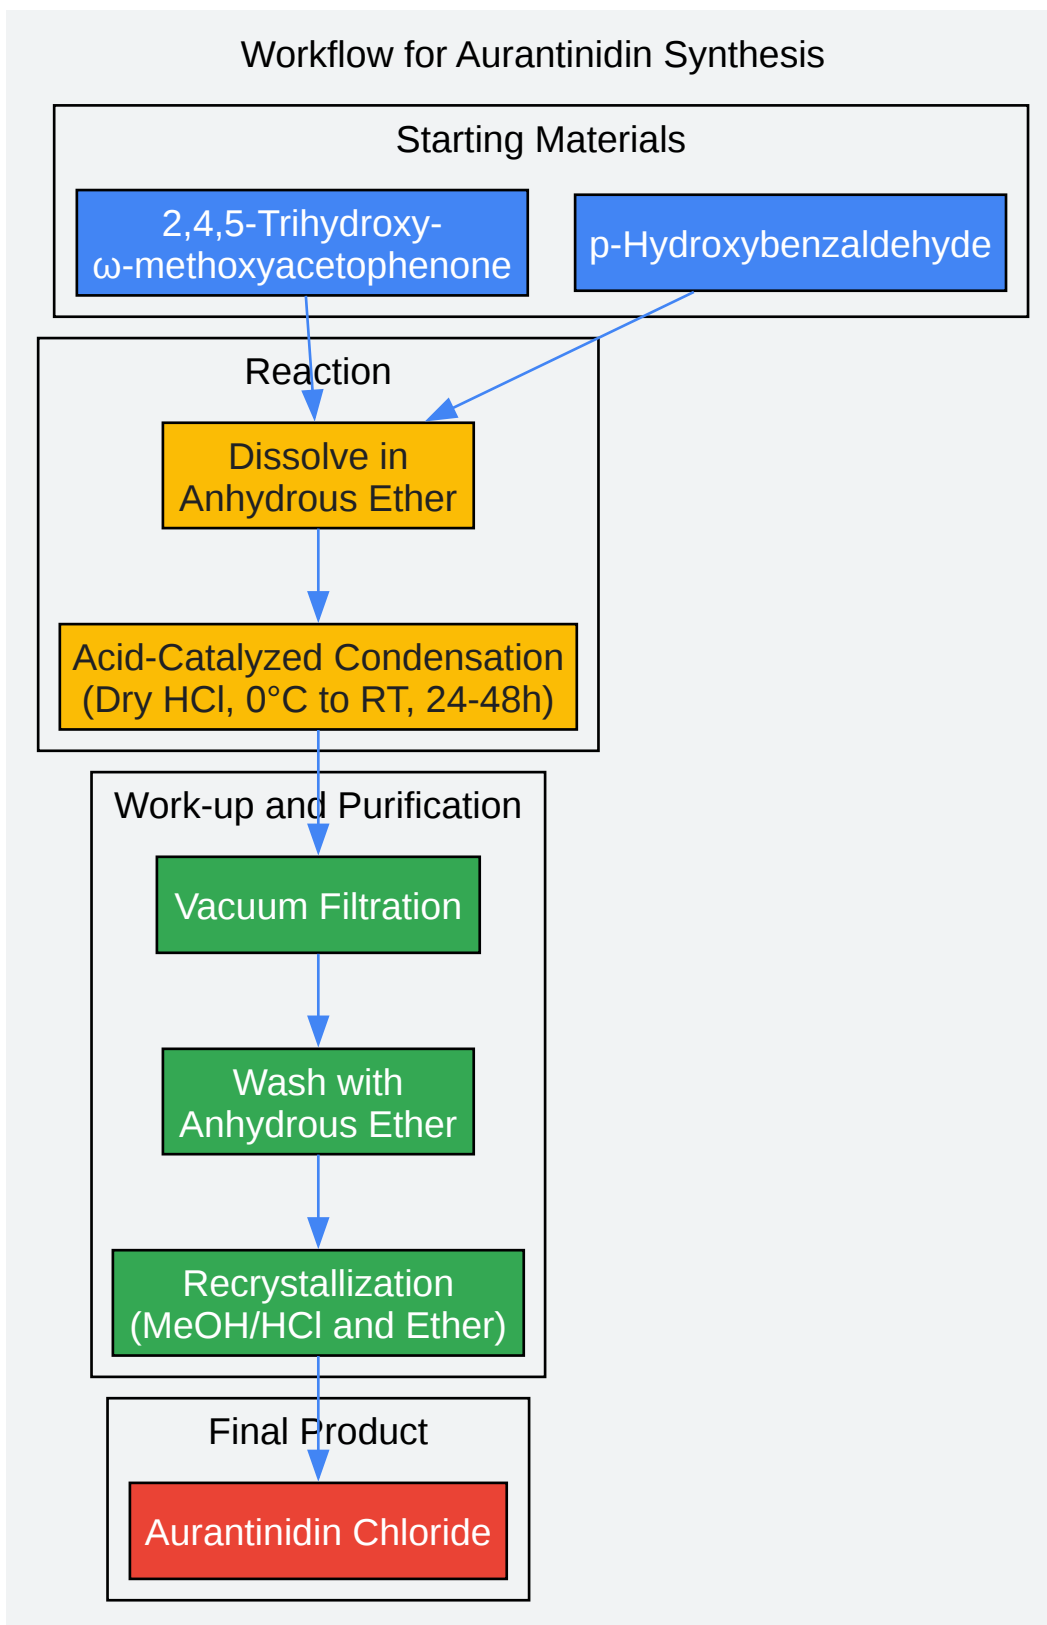 Workflow for Aurantinidin Synthesis
Starting Materials
2,4,5-Trihydroxy-
ω-methoxyacetophenone
p-Hydroxybenzaldehyde
Reaction
Dissolve in
Anhydrous Ether
Acid-Catalyzed Condensation
(Dry HCl, 0°C to RT, 24-48h)
Work-up and Purification
Vacuum Filtration
Wash with
Anhydrous Ether
Recrystallization
(MeOH/HCl and Ether)
Final Product
Aurantinidin Chloride